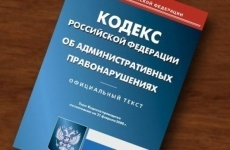 КОДЕКС
РОССИЙСКОЙ ФЕДЕРАЦИИ
ОБ АДМИНИСТРАТИВНЫХ
ПРАВОНАРУШЕНИЯХ
ОФИЦИАЛЬНЫЙ ТЕКСТ